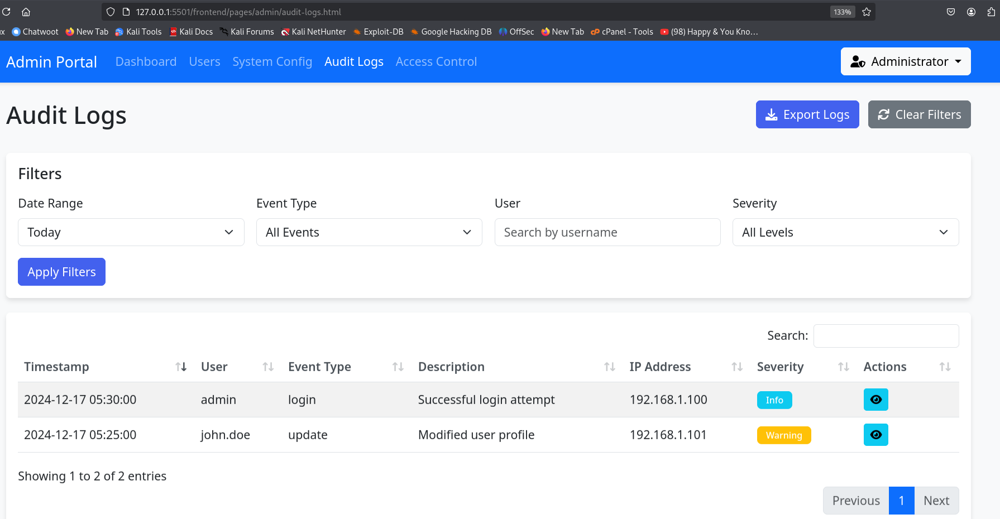 127.0.0.1:5501/frontend/pages/admin/audit-logs.html 133%
x Chatwoot New Tab Kali Tools Kali Docs Kali Forums Kali NetHunter Exploit-DB Google Hacking DB OffSec New Tab cPanel - Tools (98) Happy & You Kno…
Admin Portal Dashboard Users System Config Audit Logs Access Control Administrator
Audit Logs Export Logs Clear Filters
Filters
Date Range Event Type User Severity
Today All Events Search by username All Levels
Apply Filters
Search:
Timestamp User Event Type Description IP Address Severity Actions
2024-12-17 05:30:00 admin login Successful login attempt 192.168.1.100 Info
2024-12-17 05:25:00 john.doe update Modified user profile 192.168.1.101 Warning
Showing 1 to 2 of 2 entries
Previous 1 Next